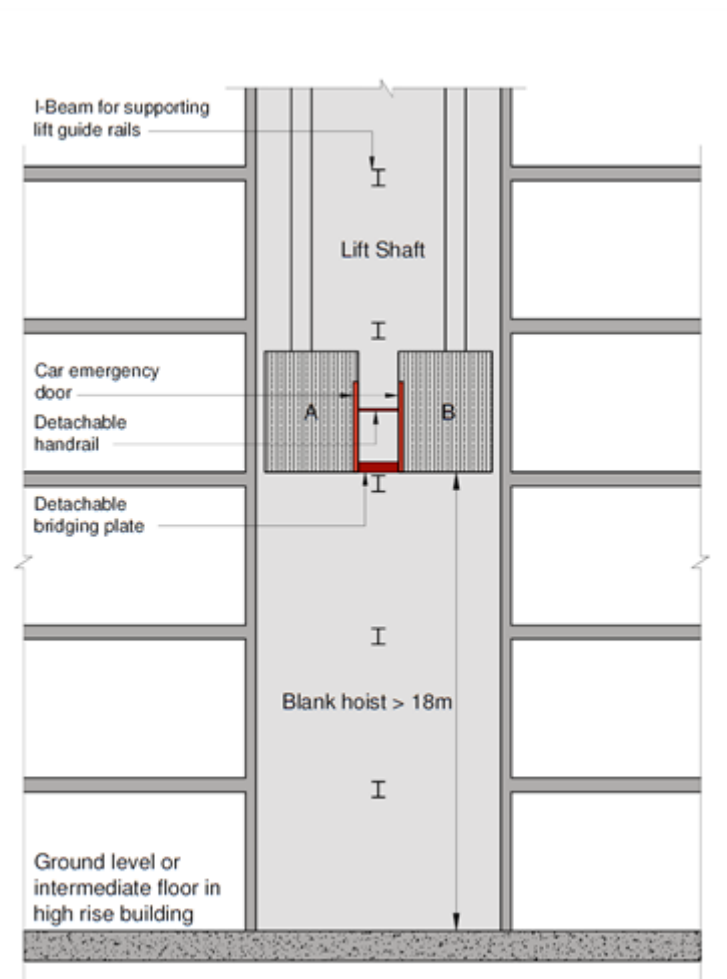 I-Beam for supporting
lift guide rails
Lift Shaft
Car emergency
door
A
B
Detachable
handrail
Detachable
bridging plate
Blank hoist > 18m
Ground level or
intermediate floor in
high rise building